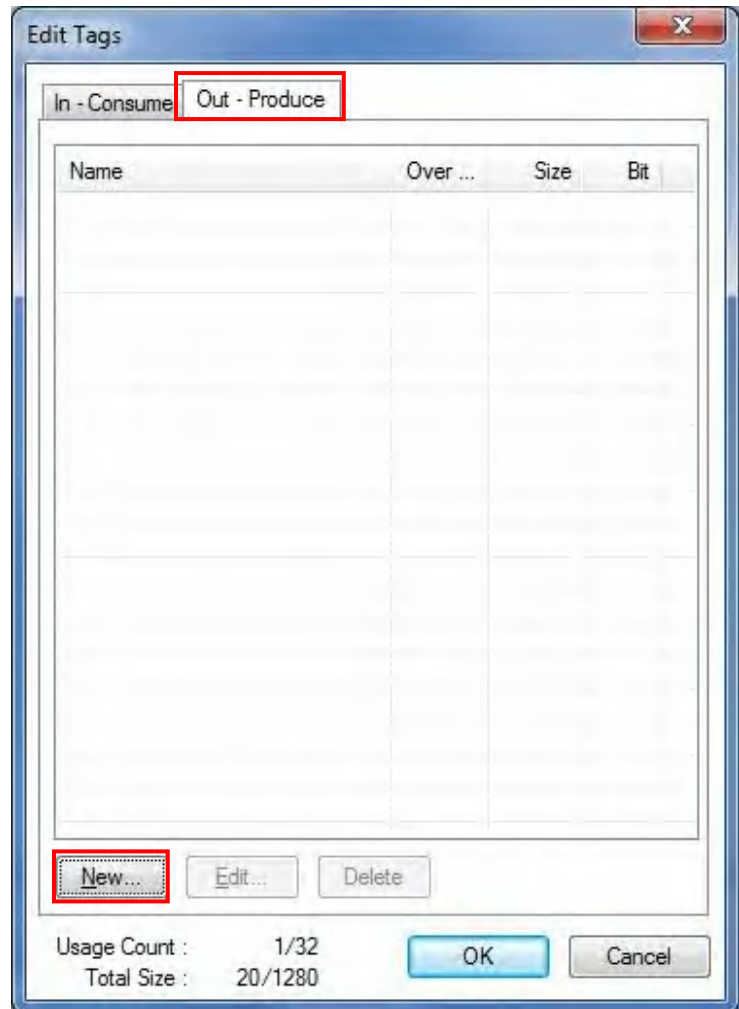 Edit Tags
In - Consume Out - Produce
Name Over ... Size Bit
New... Edit... Delete
Usage Count : 1/32
OK Cancel
Total Size : 20/1280